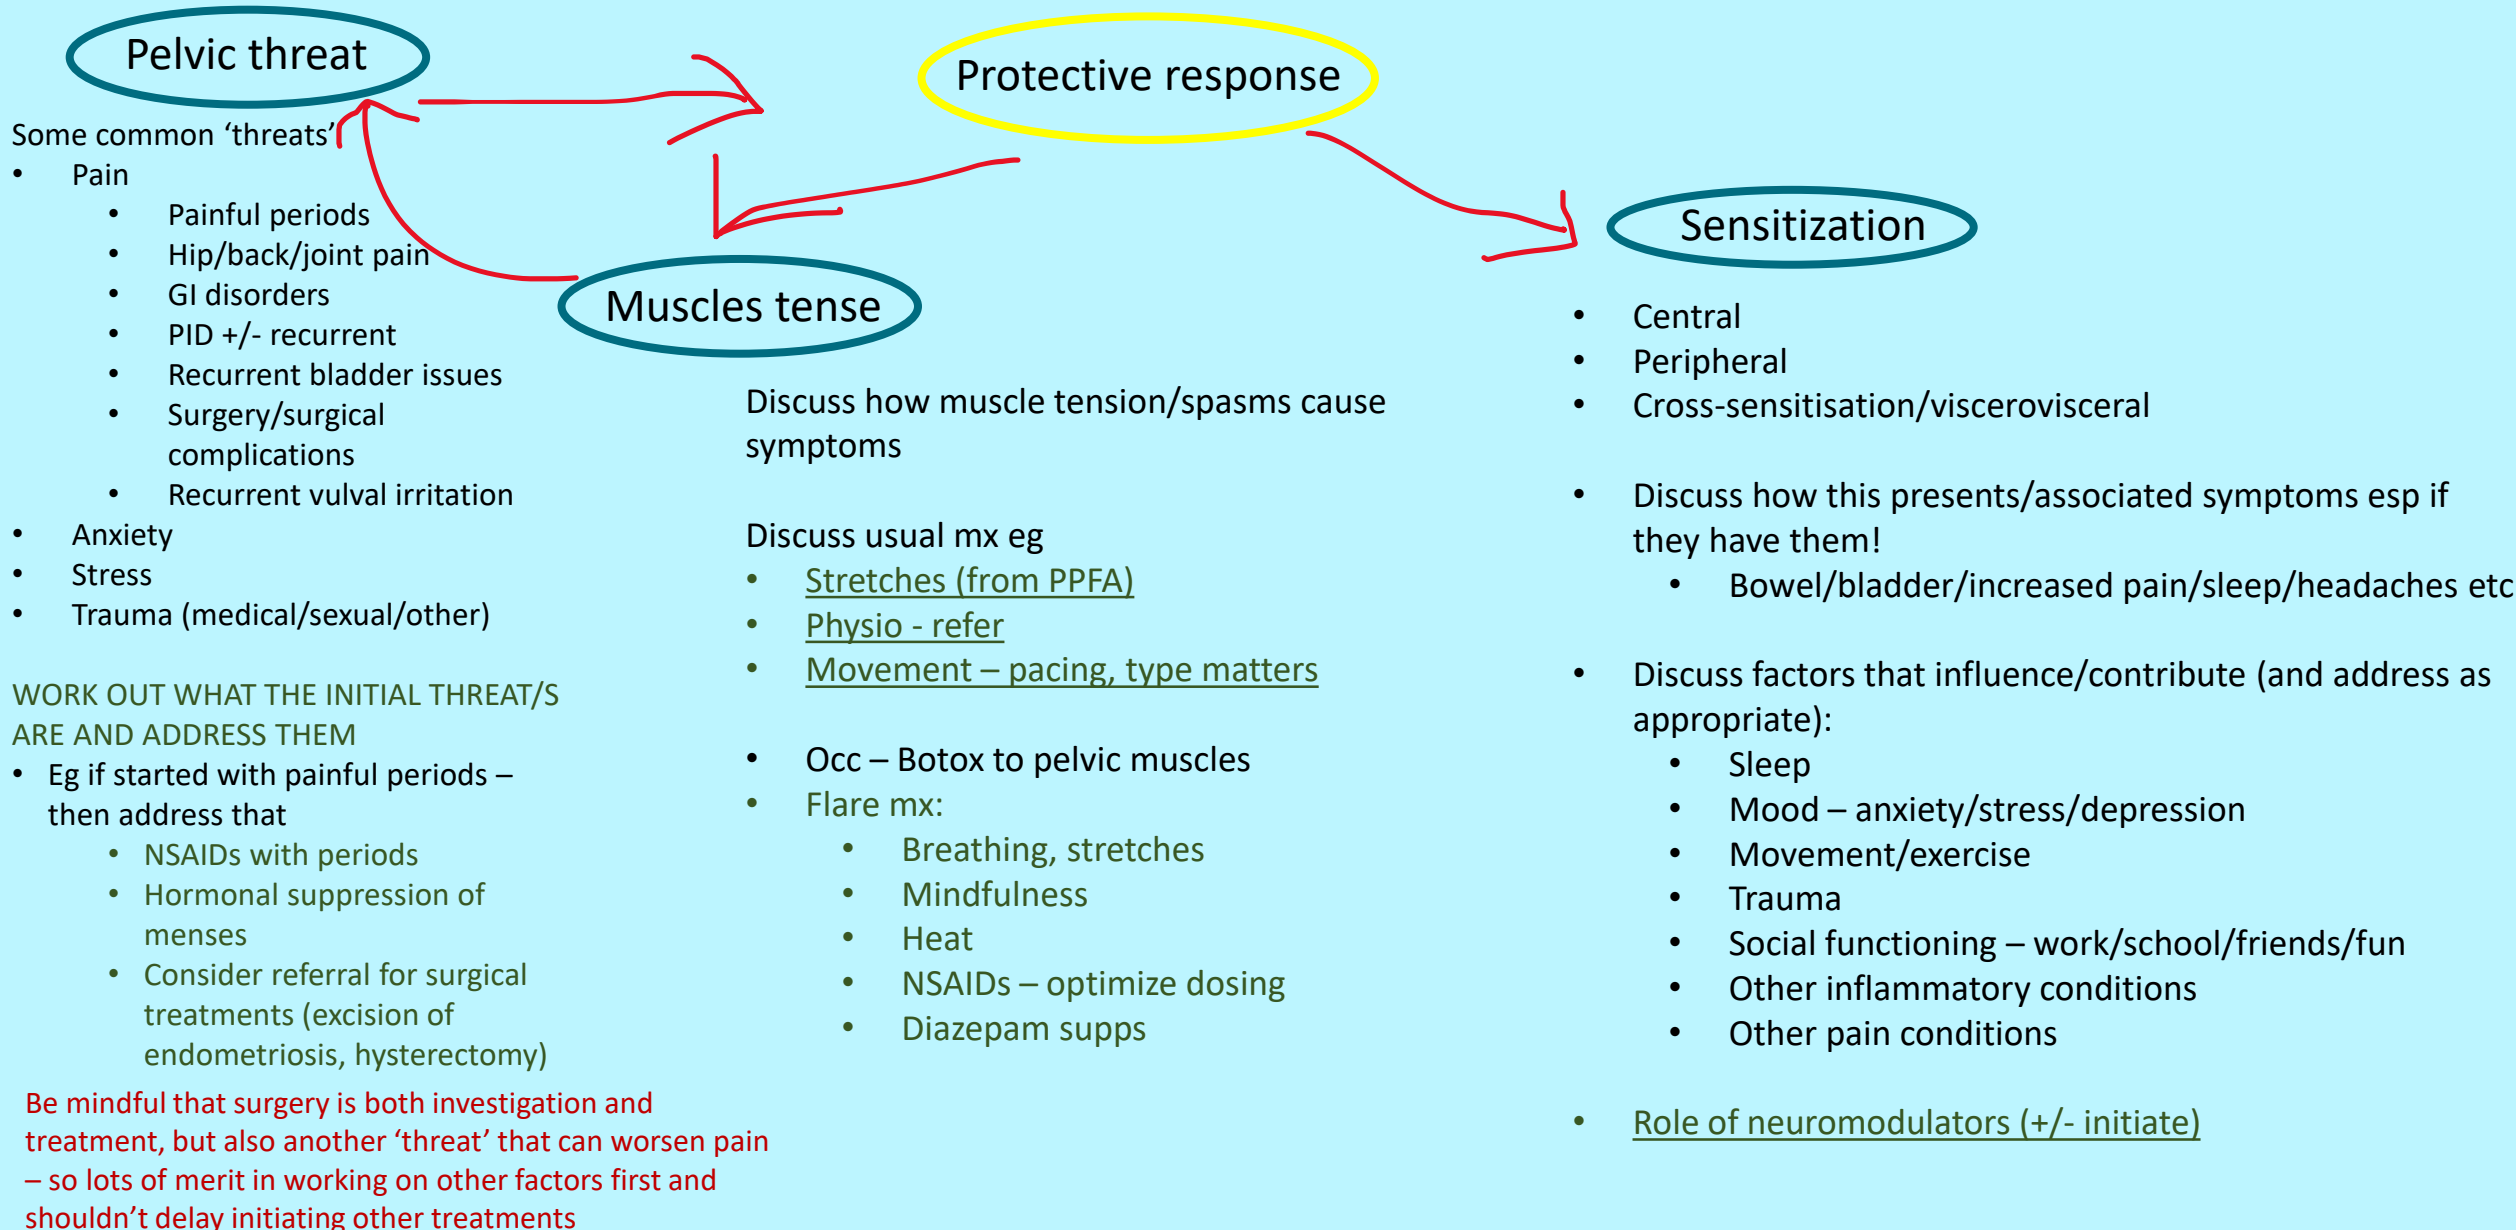 Pelvic threat
Some common ‘threats’
• Pain
• Painful periods
• Hip/back/joint pain
• GI disorders
• PID +/- recurrent
• Recurrent bladder issues
• Surgery/surgical
complications
• Recurrent vulval irritation
• Anxiety
• Stress
• Trauma (medical/sexual/other)
WORK OUT WHAT THE INITIAL THREAT/S
ARE AND ADDRESS THEM
• Eg if started with painful periods –
then address that
• NSAIDs with periods
• Hormonal suppression of
menses
• Consider referral for surgical
treatments (excision of
endometriosis, hysterectomy)
Be mindful that surgery is both investigation and
treatment, but also another ‘threat’ that can worsen pain
– so lots of merit in working on other factors first and
shouldn’t delay initiating other treatments
Protective response
Muscles tense
Discuss how muscle tension/spasms cause
symptoms
Discuss usual mx eg
• Stretches (from PPFA)
• Physio - refer
• Movement – pacing, type matters
• Occ – Botox to pelvic muscles
• Flare mx:
• Breathing, stretches
• Mindfulness
• Heat
• NSAIDs – optimize dosing
• Diazepam supps
Sensitization
• Central
• Peripheral
• Cross-sensitisation/viscerovisceral
• Discuss how this presents/associated symptoms esp if
they have them!
• Bowel/bladder/increased pain/sleep/headaches etc
• Discuss factors that influence/contribute (and address as
appropriate):
• Sleep
• Mood – anxiety/stress/depression
• Movement/exercise
• Trauma
• Social functioning – work/school/friends/fun
• Other inflammatory conditions
• Other pain conditions
• Role of neuromodulators (+/- initiate)